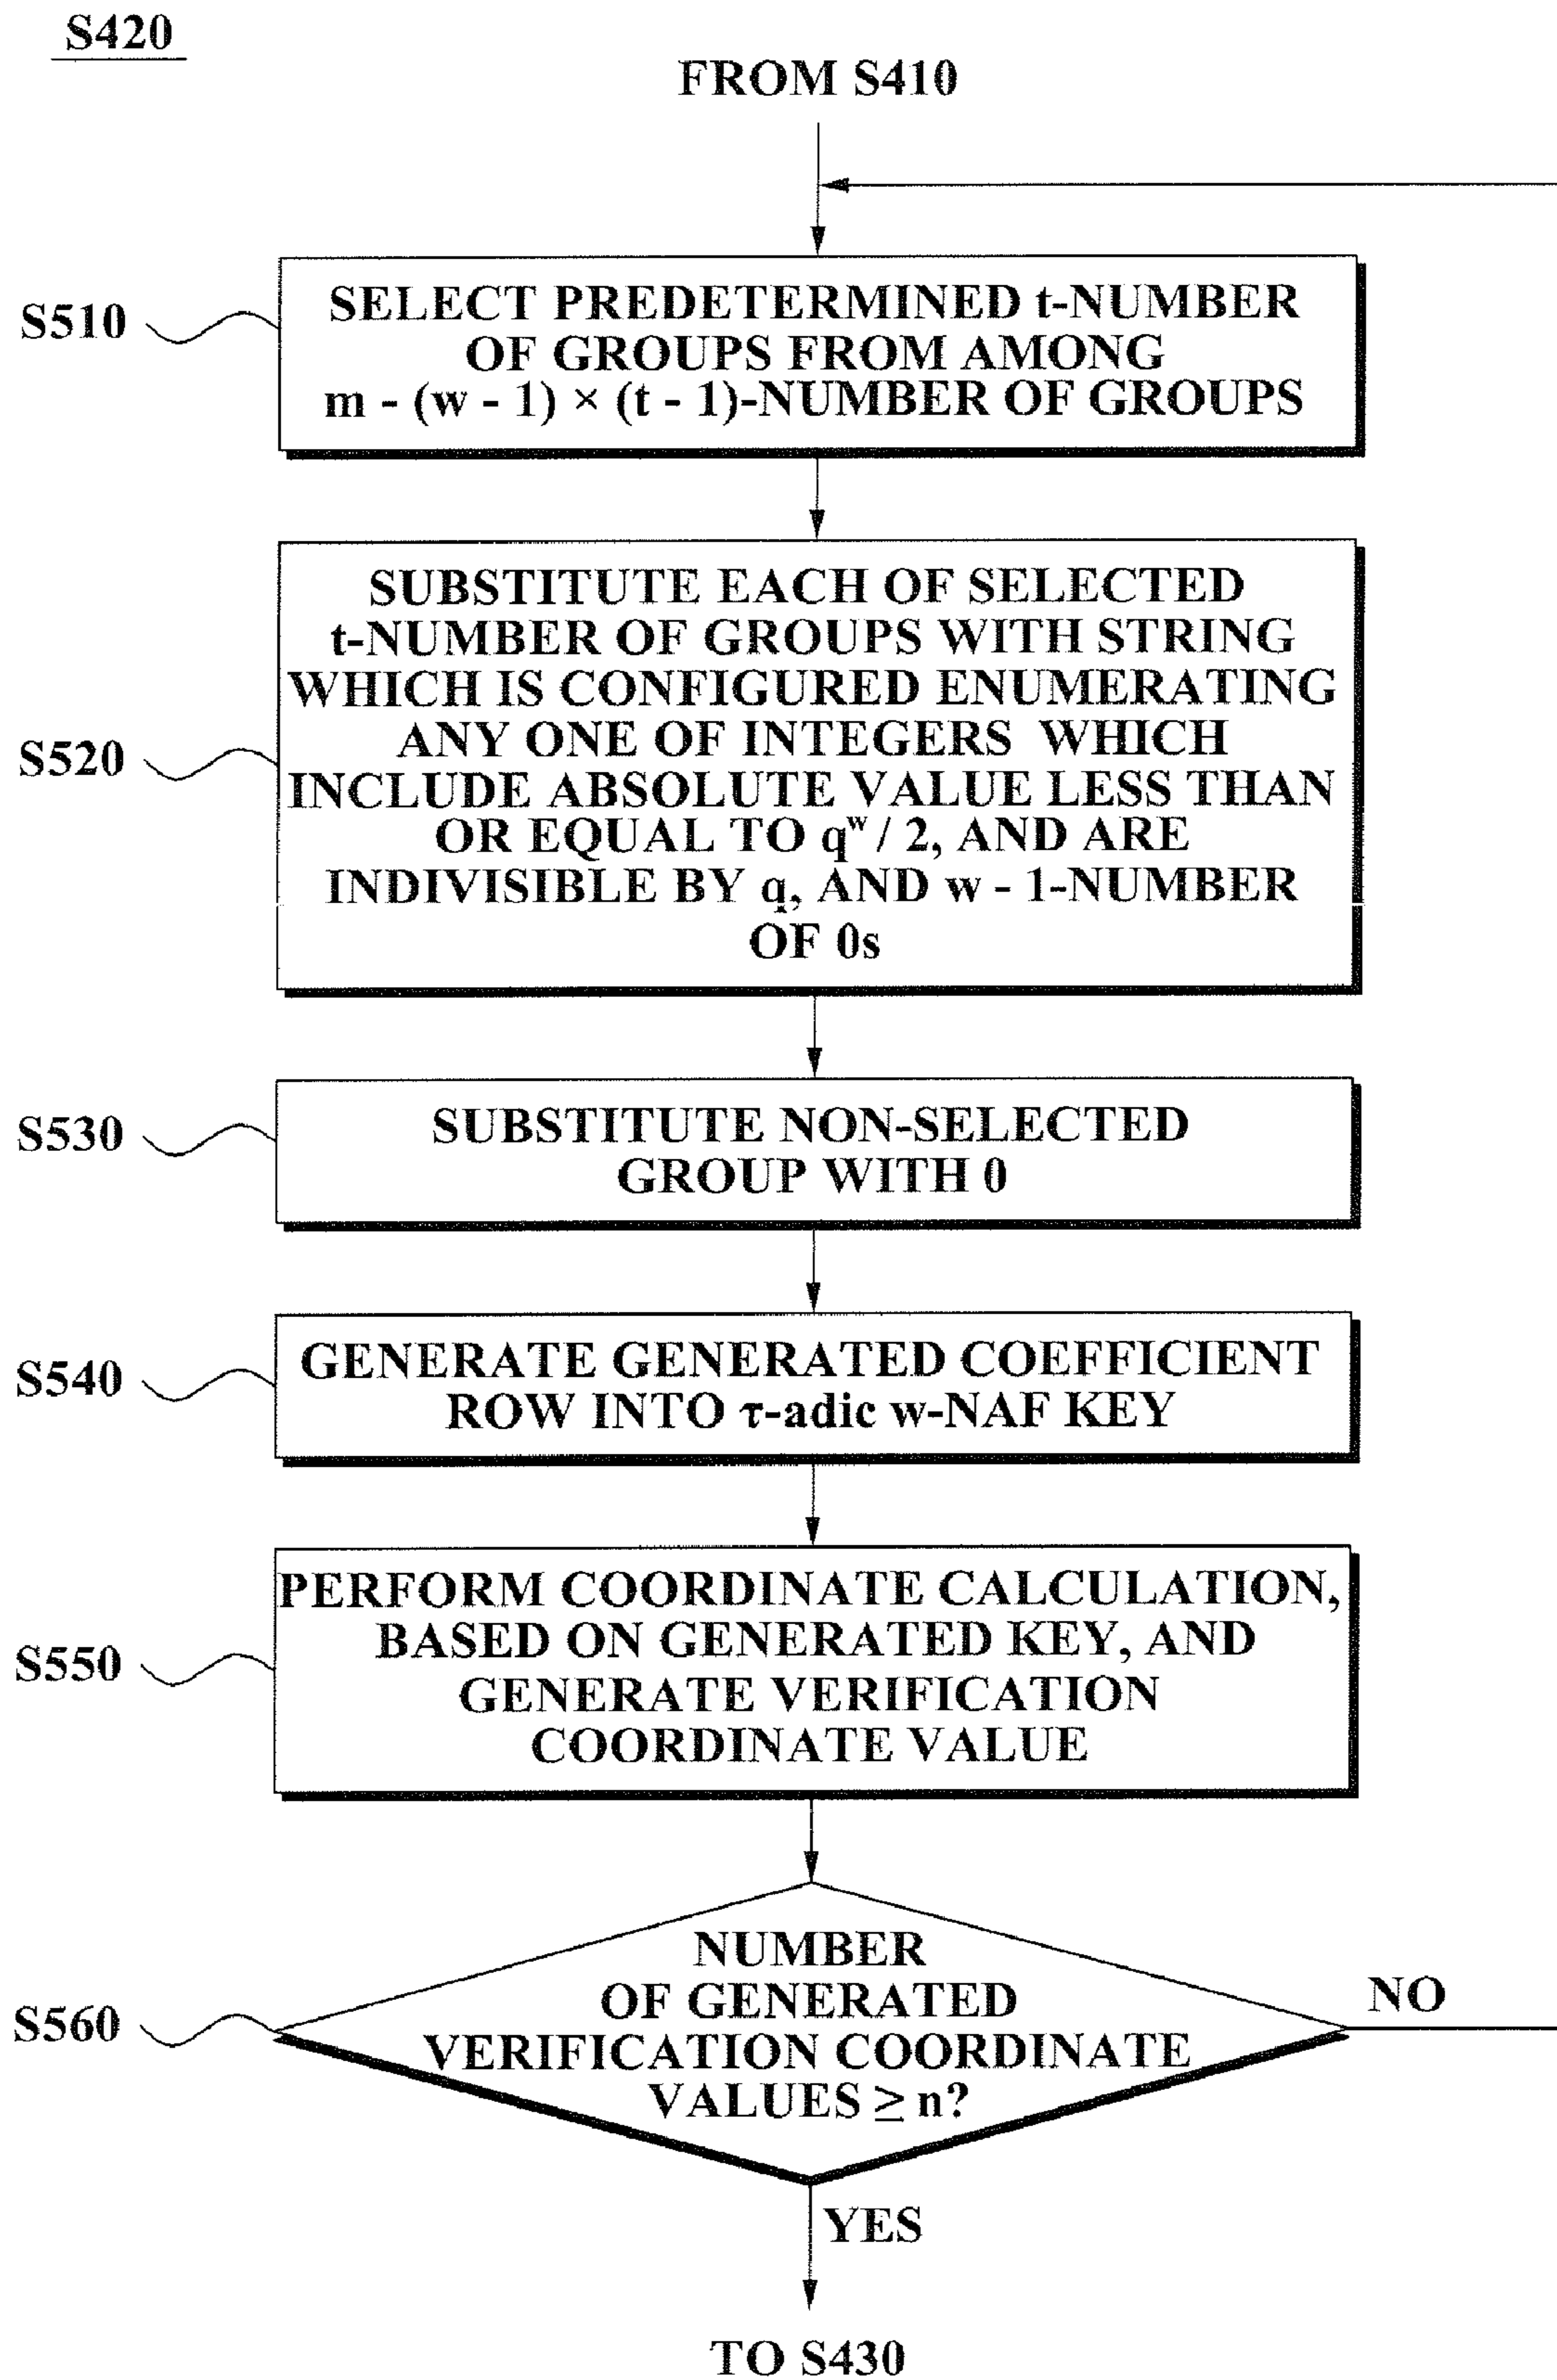 S420
FROM S410
S510
SELECT PREDETERMINED t-NUMBER
OF GROUPS FROM AMONG
m - (w - 1) × (t - 1)-NUMBER OF GROUPS
S520
SUBSTITUTE EACH OF SELECTED
t-NUMBER OF GROUPS WITH STRING
WHICH IS CONFIGURED ENUMERATING
ANY ONE OF INTEGERS WHICH
INCLUDE ABSOLUTE VALUE LESS THAN
OR EQUAL TO qʷ / 2, AND ARE
INDIVISIBLE BY q, AND w - 1-NUMBER
OF 0s
S530
SUBSTITUTE NON-SELECTED
GROUP WITH 0
S540
GENERATE GENERATED COEFFICIENT
ROW INTO τ-adic w-NAF KEY
S550
PERFORM COORDINATE CALCULATION,
BASED ON GENERATED KEY, AND
GENERATE VERIFICATION
COORDINATE VALUE
S560
NUMBER
OF GENERATED
VERIFICATION COORDINATE
VALUES ≥ n?
NO
YES
TO S430